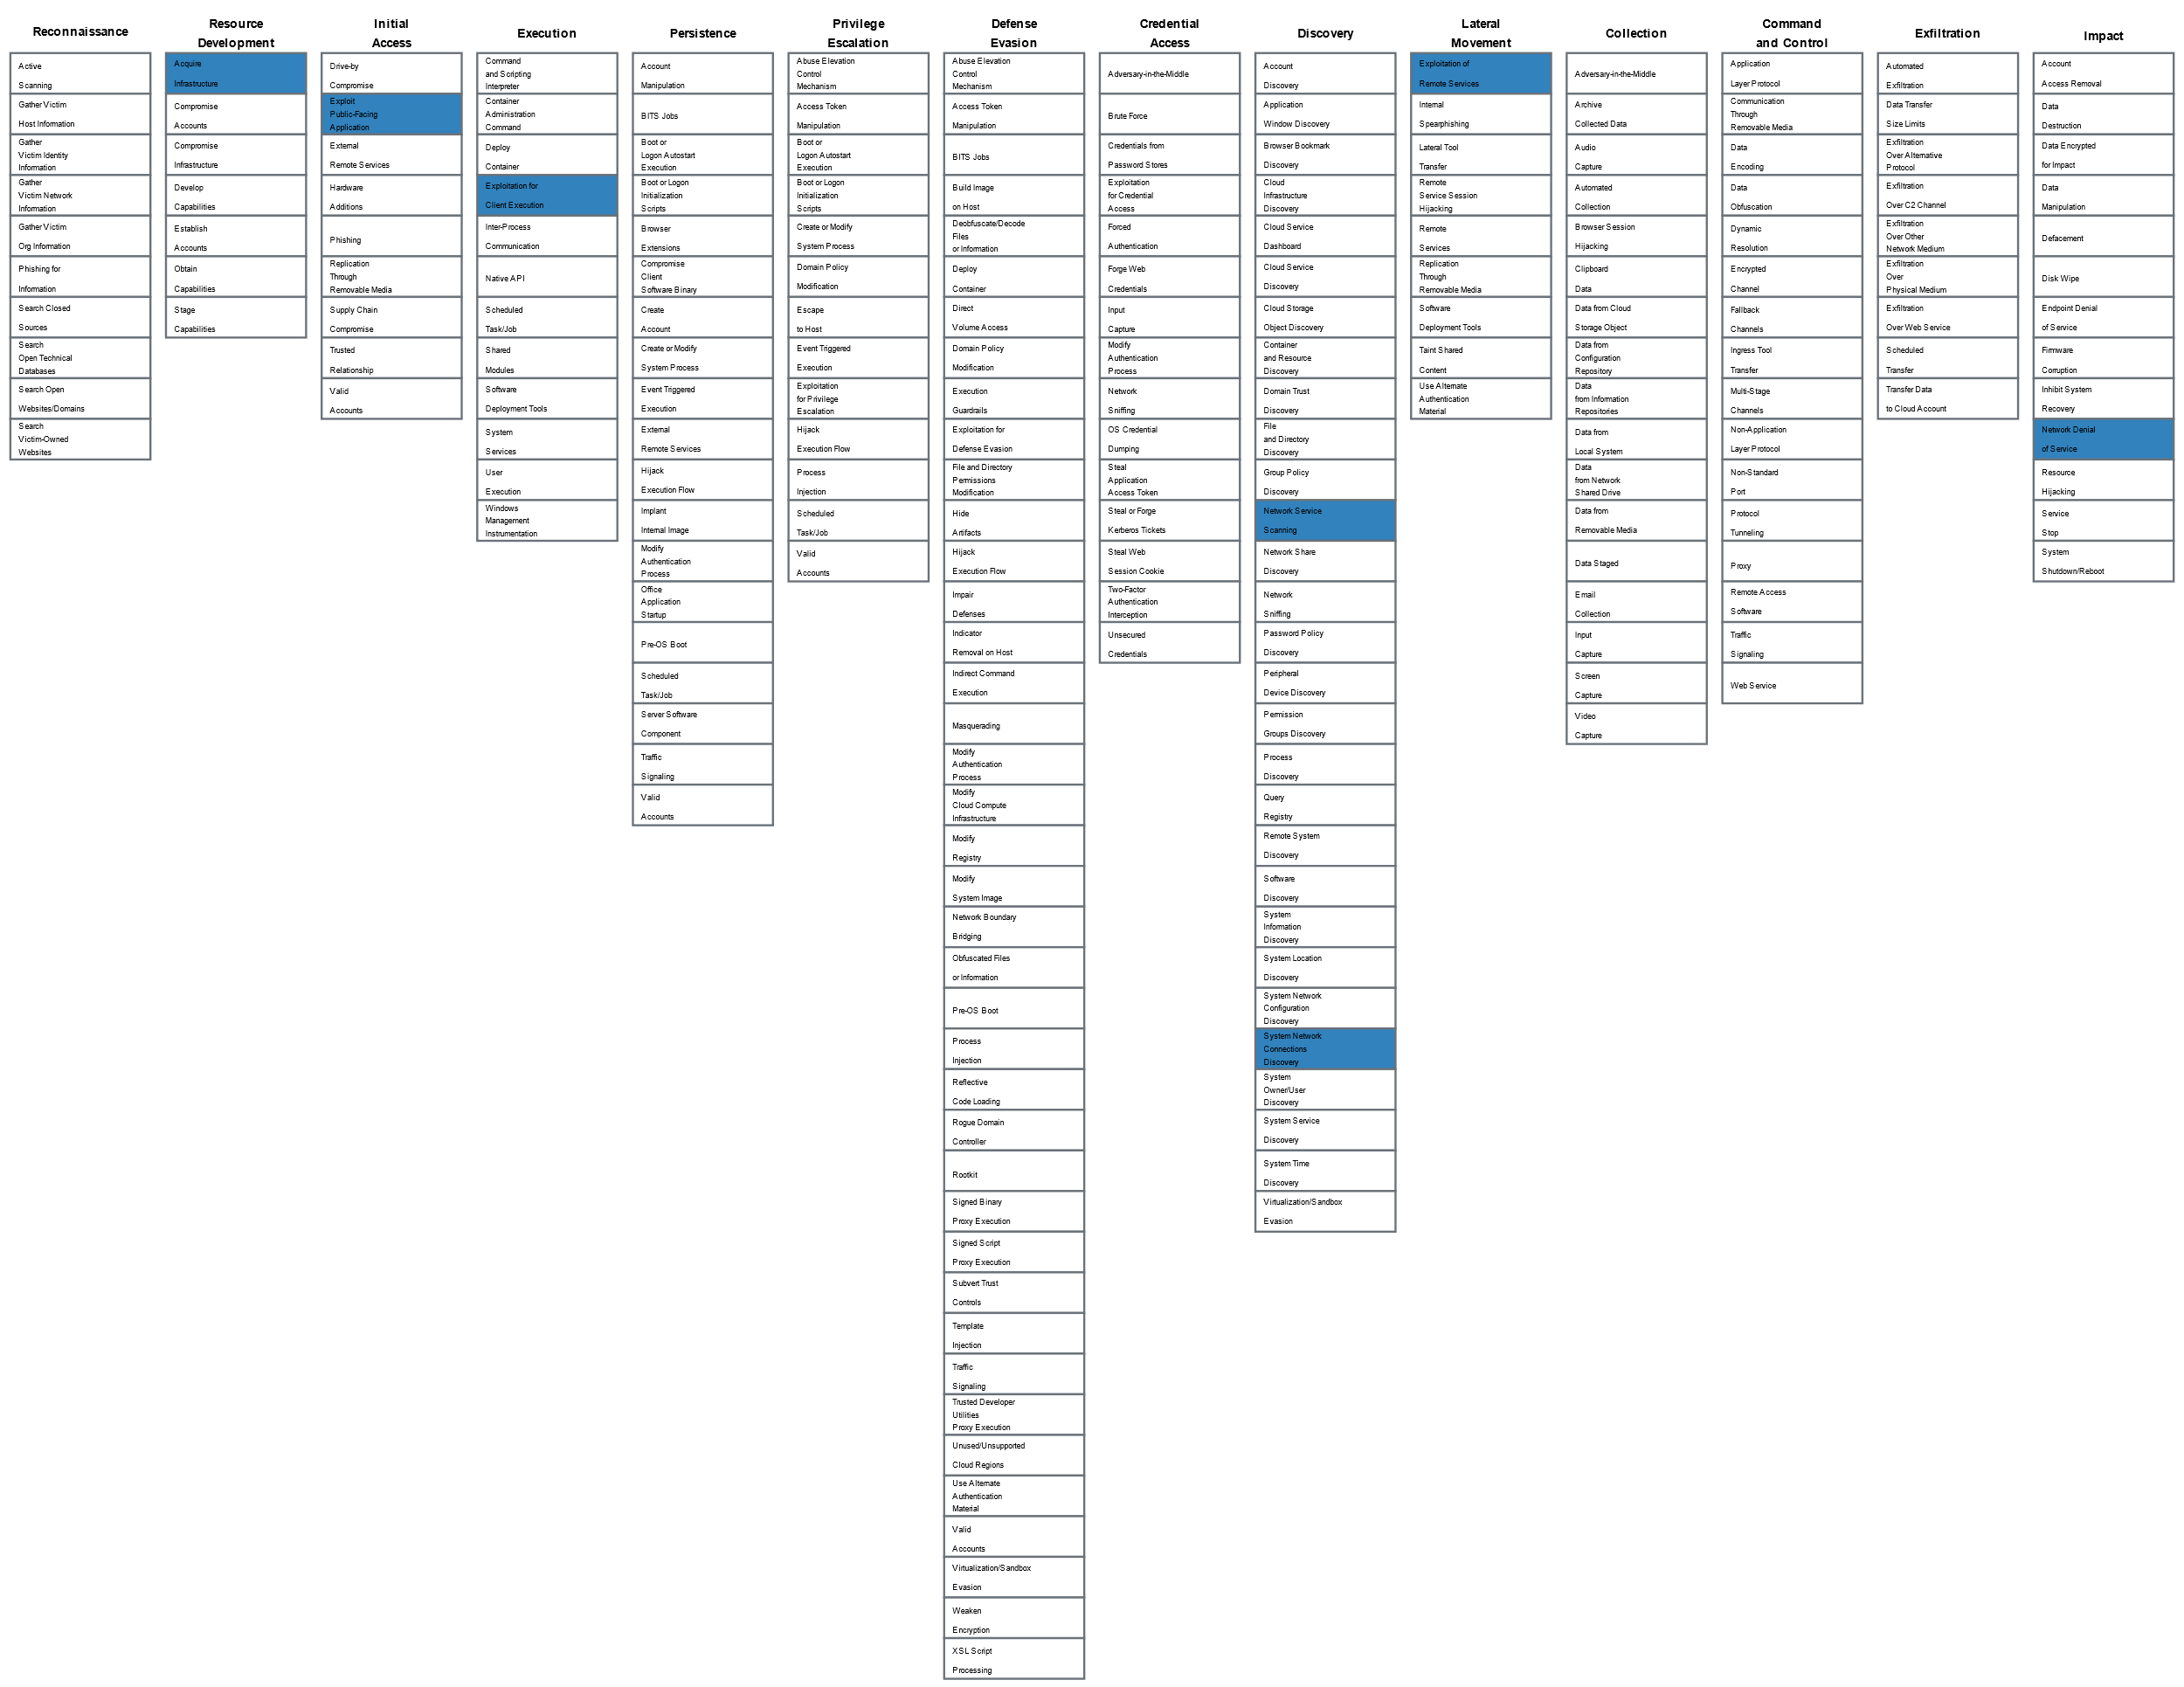 Reconnaissance
Active
Scanning
Gather Victim
Host Information
Gather
Victim Identity
Information
Gather
Victim Network
Information
Gather Victim
Org Information
Phishing for
Information
Search Closed
Sources
Search
Open Technical
Databases
Search Open
Websites/Domains
Search
Victim-Owned
Websites
Resource
Development
Acquire
Infrastructure
Compromise
Accounts
Compromise
Infrastructure
Develop
Capabilities
Establish
Accounts
Obtain
Capabilities
Stage
Capabilities
Initial
Access
Drive-by
Compromise
Exploit
Public-Facing
Application
External
Remote Services
Hardware
Additions
Phishing
Replication
Through
Removable Media
Supply Chain
Compromise
Trusted
Relationship
Valid
Accounts
Execution
Command
and Scripting
Interpreter
Container
Administration
Command
Deploy
Container
Exploitation for
Client Execution
Inter-Process
Communication
Native API
Scheduled
Task/Job
Shared
Modules
Software
Deployment Tools
System
Services
User
Execution
Windows
Management
Instrumentation
Persistence
Account
Manipulation
BITS Jobs
Boot or
Logon Autostart
Execution
Boot or Logon
Initialization
Scripts
Browser
Extensions
Compromise
Client
Software Binary
Create
Account
Create or Modify
System Process
Event Triggered
Execution
External
Remote Services
Hijack
Execution Flow
Implant
Internal Image
Modify
Authentication
Process
Office
Application
Startup
Pre-OS Boot
Scheduled
Task/Job
Server Software
Component
Traffic
Signaling
Valid
Accounts
Privilege
Escalation
Abuse Elevation
Control
Mechanism
Access Token
Manipulation
Boot or
Logon Autostart
Execution
Boot or Logon
Initialization
Scripts
Create or Modify
System Process
Domain Policy
Modification
Escape
to Host
Event Triggered
Execution
Exploitation
for Privilege
Escalation
Hijack
Execution Flow
Process
Injection
Scheduled
Task/Job
Valid
Accounts
Defense
Evasion
Abuse Elevation
Control
Mechanism
Access Token
Manipulation
BITS Jobs
Build Image
on Host
Deobfuscate/Decode
Files
or Information
Deploy
Container
Direct
Volume Access
Domain Policy
Modification
Execution
Guardrails
Exploitation for
Defense Evasion
File and Directory
Permissions
Modification
Hide
Artifacts
Hijack
Execution Flow
Impair
Defenses
Indicator
Removal on Host
Indirect Command
Execution
Masquerading
Modify
Authentication
Process
Modify
Cloud Compute
Infrastructure
Modify
Registry
Modify
System Image
Network Boundary
Bridging
Obfuscated Files
or Information
Pre-OS Boot
Process
Injection
Reflective
Code Loading
Rogue Domain
Controller
Rootkit
Signed Binary
Proxy Execution
Signed Script
Proxy Execution
Subvert Trust
Controls
Template
Injection
Traffic
Signaling
Trusted Developer
Utilities
Proxy Execution
Unused/Unsupported
Cloud Regions
Use Alternate
Authentication
Material
Valid
Accounts
Virtualization/Sandbox
Evasion
Weaken
Encryption
XSL Script
Processing
Credential
Access
Adversary-in-the-Middle
Brute Force
Credentials from
Password Stores
Exploitation
for Credential
Access
Forced
Authentication
Forge Web
Credentials
Input
Capture
Modify
Authentication
Process
Network
Sniffing
OS Credential
Dumping
Steal
Application
Access Token
Steal or Forge
Kerberos Tickets
Steal Web
Session Cookie
Two-Factor
Authentication
Interception
Unsecured
Credentials
Discovery
Account
Discovery
Application
Window Discovery
Browser Bookmark
Discovery
Cloud
Infrastructure
Discovery
Cloud Service
Dashboard
Cloud Service
Discovery
Cloud Storage
Object Discovery
Container
and Resource
Discovery
Domain Trust
Discovery
File
and Directory
Discovery
Group Policy
Discovery
Network Service
Scanning
Network Share
Discovery
Network
Sniffing
Password Policy
Discovery
Peripheral
Device Discovery
Permission
Groups Discovery
Process
Discovery
Query
Registry
Remote System
Discovery
Software
Discovery
System
Information
Discovery
System Location
Discovery
System Network
Configuration
Discovery
System Network
Connections
Discovery
System
Owner/User
Discovery
System Service
Discovery
System Time
Discovery
Virtualization/Sandbox
Evasion
Lateral
Movement
Exploitation of
Remote Services
Internal
Spearphishing
Lateral Tool
Transfer
Remote
Service Session
Hijacking
Remote
Services
Replication
Through
Removable Media
Software
Deployment Tools
Taint Shared
Content
Use Alternate
Authentication
Material
Collection
Adversary-in-the-Middle
Archive
Collected Data
Audio
Capture
Automated
Collection
Browser Session
Hijacking
Clipboard
Data
Data from Cloud
Storage Object
Data from
Configuration
Repository
Data
from Information
Repositories
Data from
Local System
Data
from Network
Shared Drive
Data from
Removable Media
Data Staged
Email
Collection
Input
Capture
Screen
Capture
Video
Capture
Command
and Control
Application
Layer Protocol
Communication
Through
Removable Media
Data
Encoding
Data
Obfuscation
Dynamic
Resolution
Encrypted
Channel
Fallback
Channels
Ingress Tool
Transfer
Multi-Stage
Channels
Non-Application
Layer Protocol
Non-Standard
Port
Protocol
Tunneling
Proxy
Remote Access
Software
Traffic
Signaling
Web Service
Exfiltration
Automated
Exfiltration
Data Transfer
Size Limits
Exfiltration
Over Alternative
Protocol
Exfiltration
Over C2 Channel
Exfiltration
Over Other
Network Medium
Exfiltration
Over
Physical Medium
Exfiltration
Over Web Service
Scheduled
Transfer
Transfer Data
to Cloud Account
Impact
Account
Access Removal
Data
Destruction
Data Encrypted
for Impact
Data
Manipulation
Defacement
Disk Wipe
Endpoint Denial
of Service
Firmware
Corruption
Inhibit System
Recovery
Network Denial
of Service
Resource
Hijacking
Service
Stop
System
Shutdown/Reboot